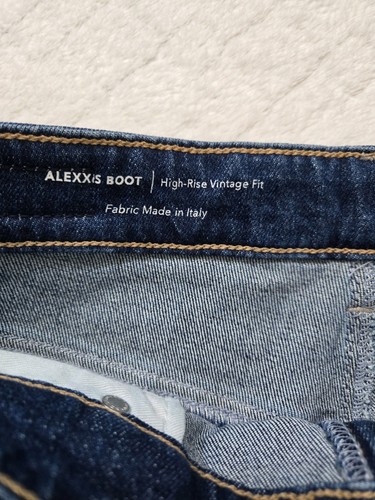 ALEXXIS BOOT | High-Rise Vintage Fit
Fabric Made in Italy